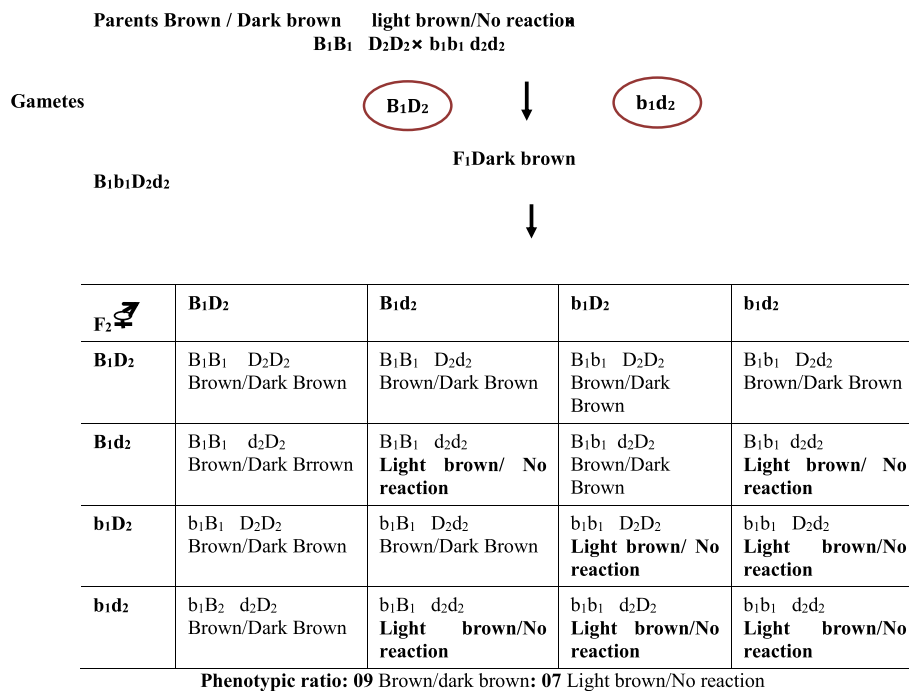 Parents Brown / Dark brown light brown/No reaction.
B₁B₁ D₂D₂× b₁b₁ d₂d₂
Gametes
B₁D₂
b₁d₂
F₁Dark brown
B₁b₁D₂d₂
F₂ B₁D₂ B₁d₂ b₁D₂ b₁d₂
B₁D₂ B₁B₁ D₂D₂ B₁B₁ D₂d₂ B₁b₁ D₂D₂ B₁b₁ D₂d₂
Brown/Dark Brown Brown/Dark Brown Brown/Dark Brown/Dark Brown
Brown
B₁d₂ B₁B₁ d₂D₂ B₁B₁ d₂d₂ B₁b₁ d₂D₂ B₁b₁ d₂d₂
Brown/Dark Brrown Light brown/ No Brown/Dark Light brown/ No
reaction Brown reaction
b₁D₂ b₁B₁ D₂D₂ b₁B₁ D₂d₂ b₁b₁ D₂D₂ b₁b₁ D₂d₂
Brown/Dark Brown Brown/Dark Brown Light brown/ No Light brown/No
reaction reaction
b₁d₂ b₁B₂ d₂D₂ b₁B₁ d₂d₂ b₁b₁ d₂D₂ b₁b₁ d₂d₂
Brown/Dark Brown Light brown/No Light brown/No Light brown/No
reaction reaction reaction
Phenotypic ratio: 09 Brown/dark brown: 07 Light brown/No reaction